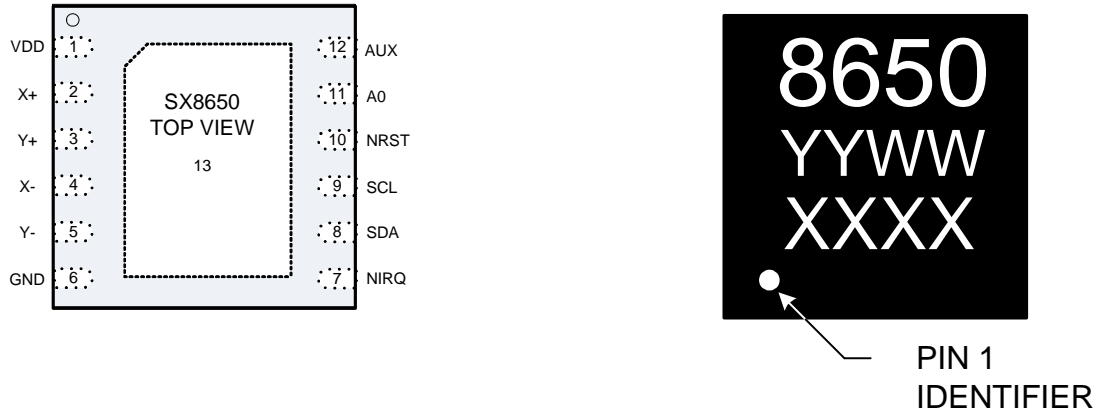 VDD 1
X+ 2
Y+ 3
X- 4
Y- 5
GND 6
SX8650
TOP VIEW
13
12 AUX
11 A0
10 NRST
9 SCL
8 SDA
7 NIRQ
8650
YYWW
XXXX
PIN 1
IDENTIFIER